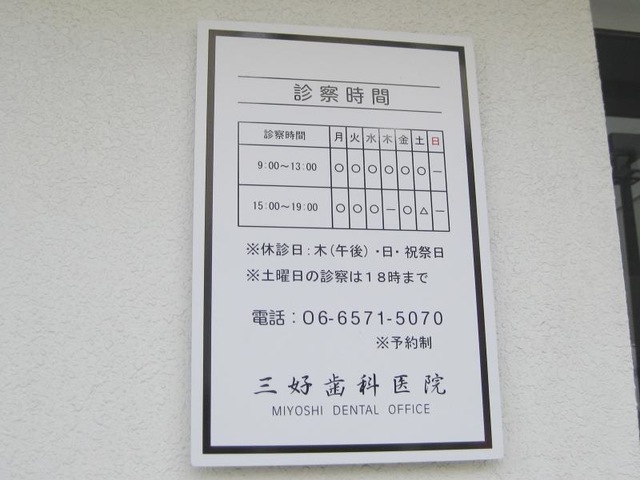 診察時間
診察時間 月 火 水 木 金 土 日
9:00～13:00 ○ ○ ○ ○ ○ ○ ―
15:00～19:00 ○ ○ ○ ― ○ △ ―
※休診日：木（午後）・日・祝祭日
※土曜日の診察は１８時まで
電話：０６-６５７１-５０７０
※予約制
三好歯科医院
MIYOSHI DENTAL OFFICE